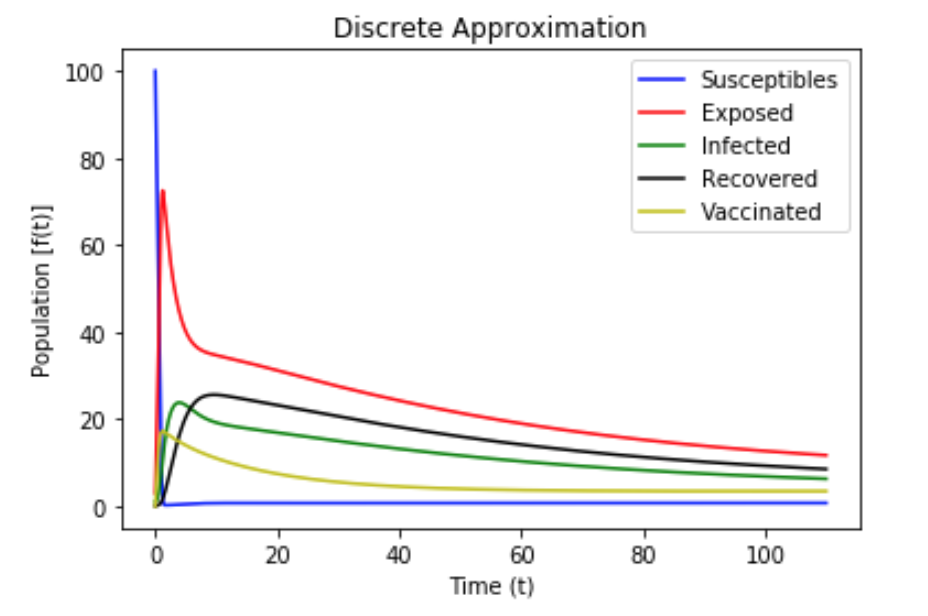 Discrete Approximation
100
80
60
40
20
0
Population [f(t)]
Susceptibles
Exposed
Infected
Recovered
Vaccinated
0 20 40 60 80 100
Time (t)